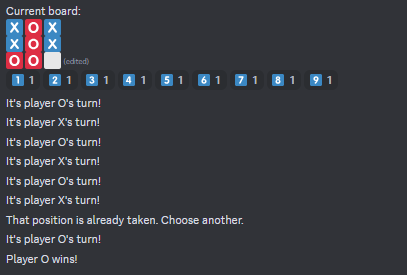 Current board:
X O X
X O X
O O (edited)
1 1 2 1 3 1 4 1 5 1 6 1 7 1 8 1 9 1
It's player O's turn!
It's player X's turn!
It's player O's turn!
It's player X's turn!
It's player O's turn!
It's player X's turn!
That position is already taken. Choose another.
It's player O's turn!
Player O wins!